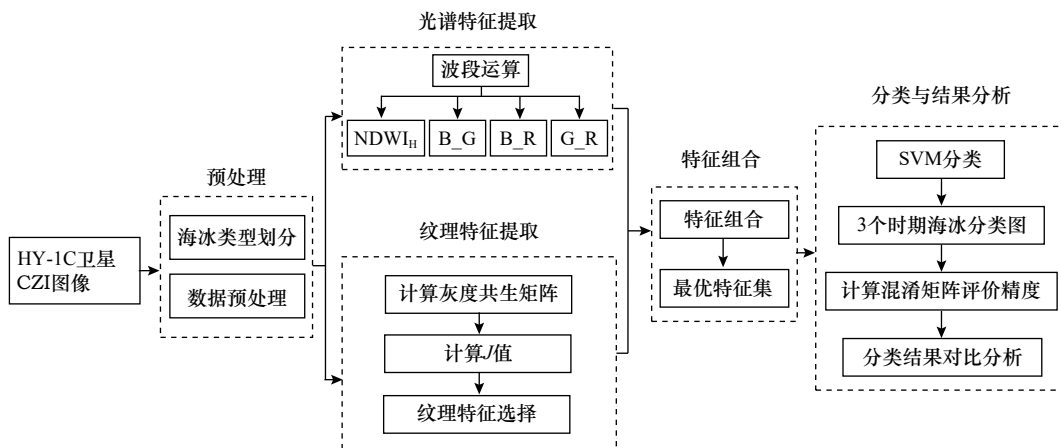 光谱特征提取
波段运算
NDWI_H
B_G
B_R
G_R
预处理
海冰类型划分
数据预处理
HY-1C卫星
CZI图像
纹理特征提取
计算灰度共生矩阵
计算J值
纹理特征选择
特征组合
特征组合
最优特征集
分类与结果分析
SVM分类
3个时期海冰分类图
计算混淆矩阵评价精度
分类结果对比分析